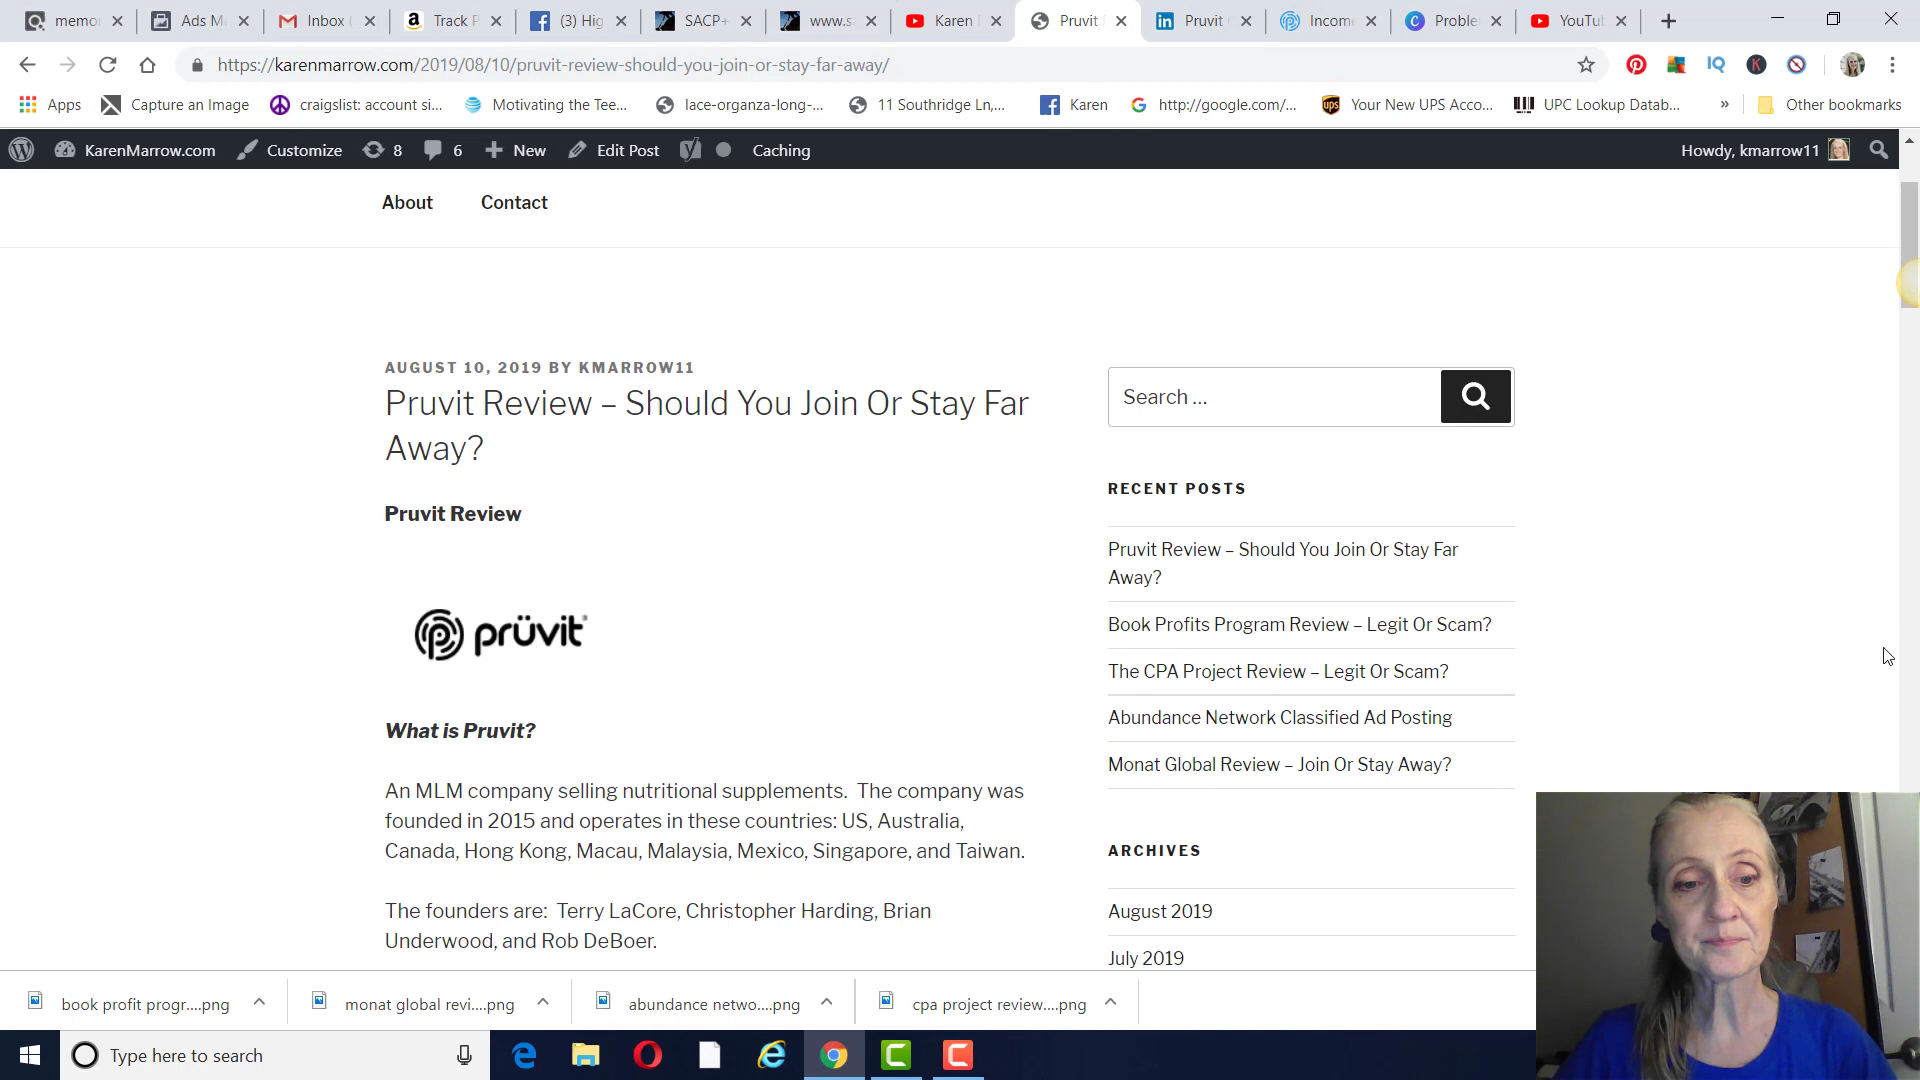 memo
Ads M
Inbox (
Track P
(3) Hig
SACP+
www.s
Karen
Pruvit
Pruvit
Incom
Proble
YouTu
https://karenmarrow.com/2019/08/10/pruvit-review-should-you-join-or-stay-far-away/
Apps
Capture an Image
craigslist: account si...
Motivating the Tee...
lace-organza-long-...
11 Southridge Ln,...
Karen
http://google.com/...
Your New UPS Acco...
UPC Lookup Datab...
»
Other bookmarks
KarenMarrow.com
Customize
8
6
New
Edit Post
Caching
Howdy, kmarrow11
About
Contact
AUGUST 10, 2019 BY KMARROW11
Pruvit Review – Should You Join Or Stay Far
Away?
Pruvit Review
prüvit
What is Pruvit?
An MLM company selling nutritional supplements. The company was
founded in 2015 and operates in these countries: US, Australia,
Canada, Hong Kong, Macau, Malaysia, Mexico, Singapore, and Taiwan.
The founders are: Terry LaCore, Christopher Harding, Brian
Underwood, and Rob DeBoer.
Search ...
RECENT POSTS
Pruvit Review – Should You Join Or Stay Far
Away?
Book Profits Program Review – Legit Or Scam?
The CPA Project Review – Legit Or Scam?
Abundance Network Classified Ad Posting
Monat Global Review – Join Or Stay Away?
ARCHIVES
August 2019
July 2019
book profit progr....png
monat global revi....png
abundance netwo....png
cpa project review....png
Type here to search